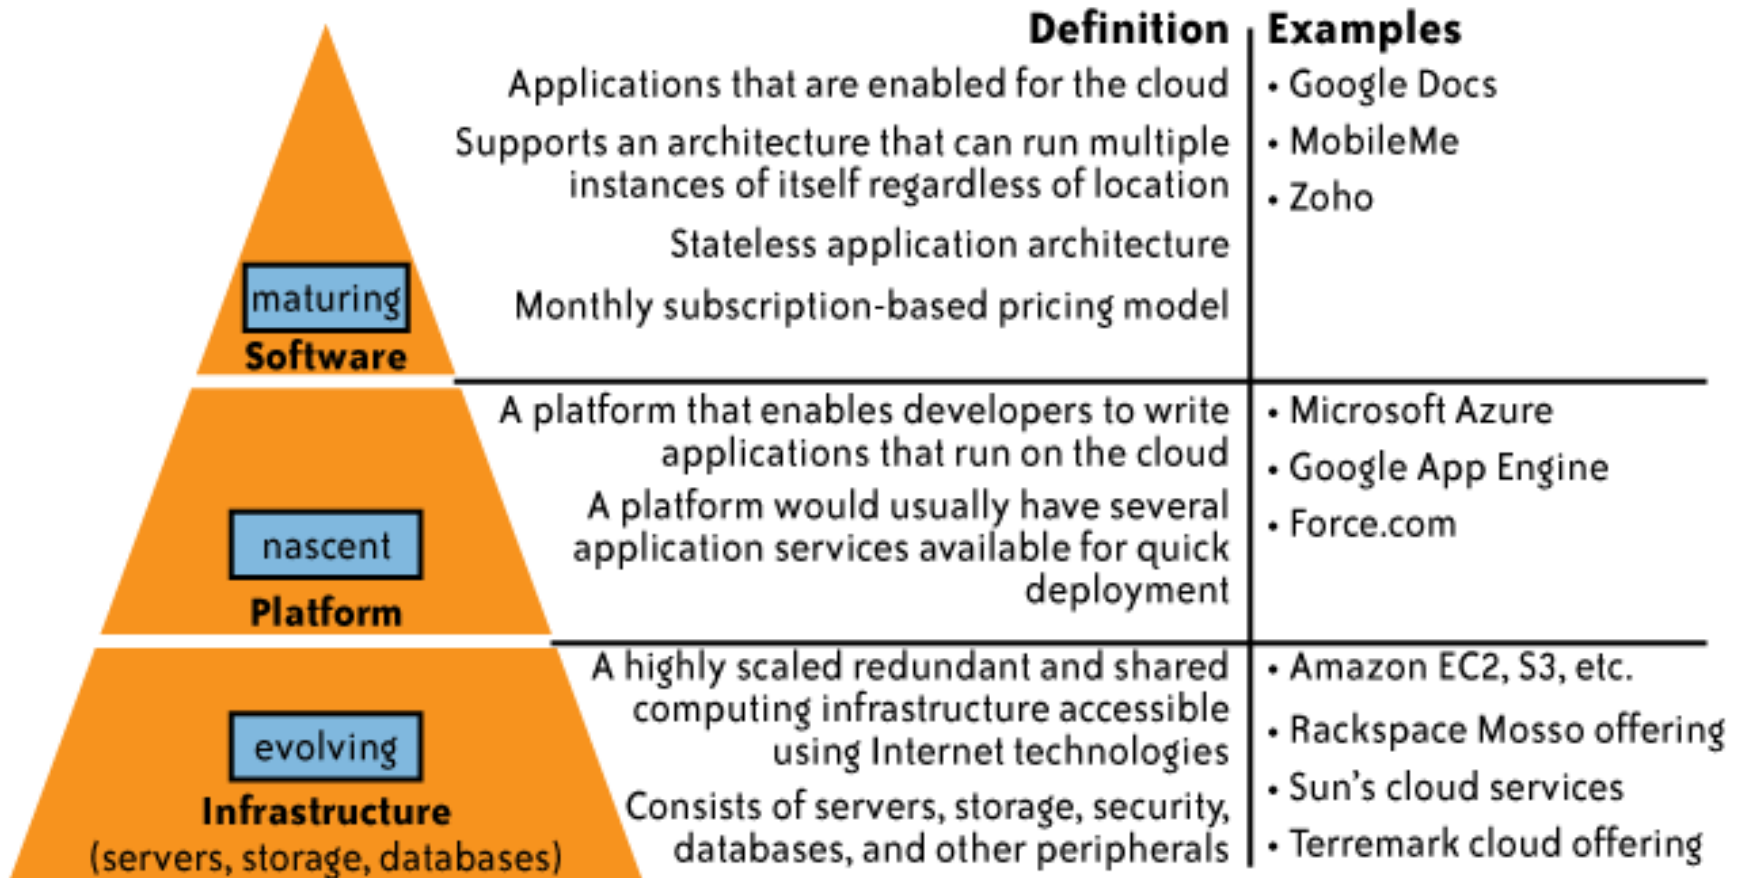 Definition
Examples
Applications that are enabled for the cloud
• Google Docs
Supports an architecture that can run multiple
instances of itself regardless of location
• MobileMe
• Zoho
Stateless application architecture
Monthly subscription-based pricing model
maturing
Software
A platform that enables developers to write
applications that run on the cloud
• Microsoft Azure
• Google App Engine
A platform would usually have several
application services available for quick
deployment
• Force.com
nascent
Platform
A highly scaled redundant and shared
computing infrastructure accessible
using Internet technologies
• Amazon EC2, S3, etc.
• Rackspace Mosso offering
evolving
Infrastructure
(servers, storage, databases)
Consists of servers, storage, security,
databases, and other peripherals
• Sun's cloud services
• Terremark cloud offering